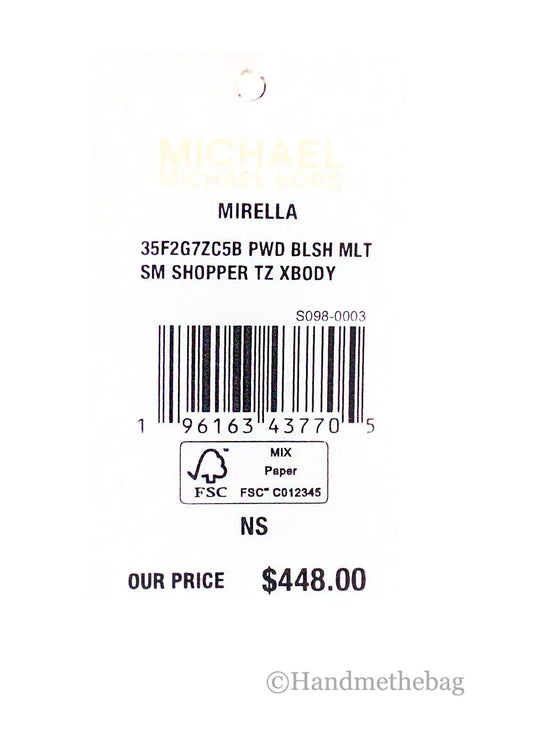 MICHAEL
MICHAEL KORS
MIRELLA
35F2G7ZC5B PWD BLSH MLT
SM SHOPPER TZ XBODY
S098-0003
1 96163 43770 5
MIX
Paper
FSC™ C012345
FSC
NS
OUR PRICE $448.00
©Handmethebag